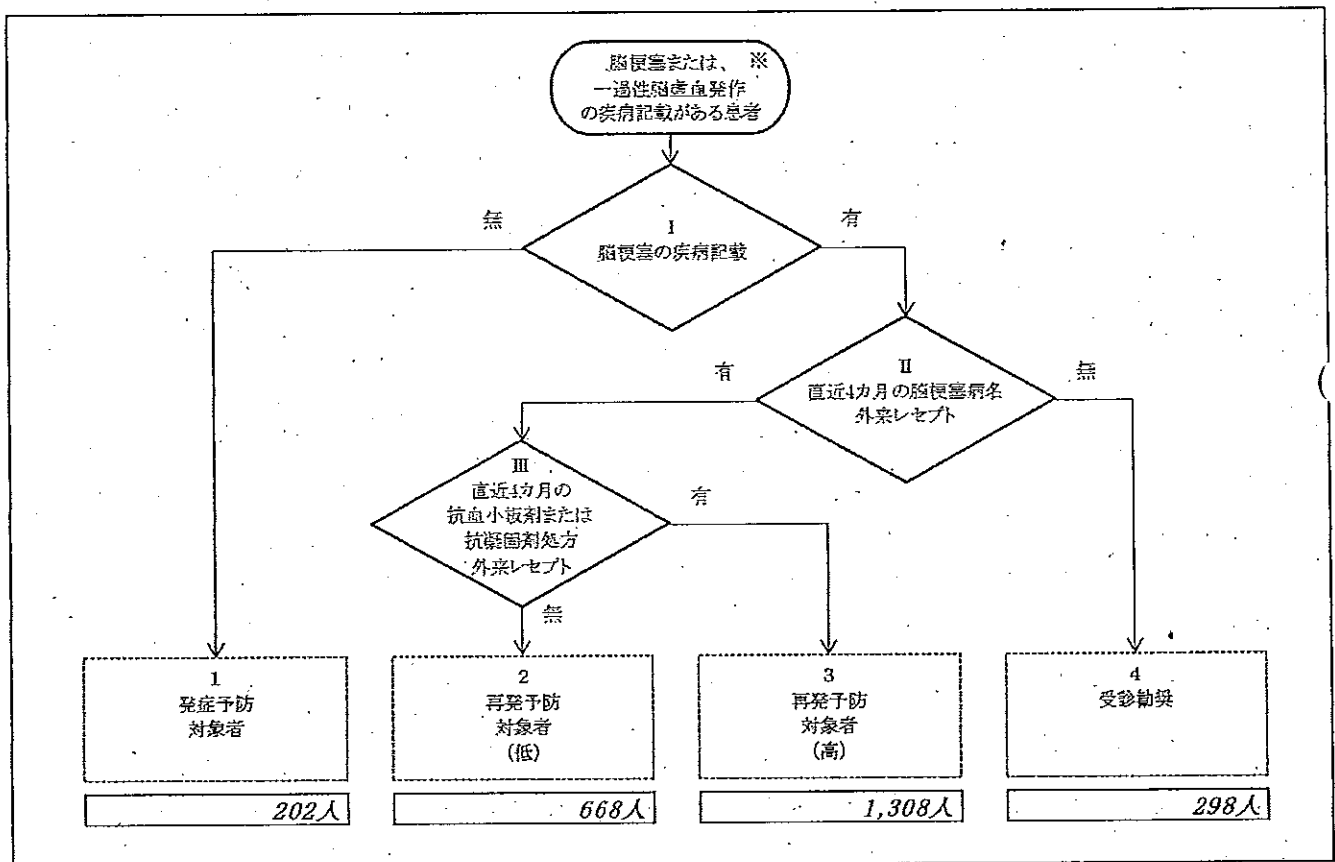 脳梗塞または、 ※
一過性脳虚血発作
の疾病記載がある患者
無
有
I
脳梗塞の疾病記載
有
無
II
直近4カ月の脳梗塞病名
外来レセプト
III
直近4カ月の
抗血小板剤または
抗凝固剤処方
外来レセプト
有
無
1
発症予防
対象者
2
再発予防
対象者
(低)
3
再発予防
対象者
(高)
4
受診勧奨
202人
668人
1,308人
298人